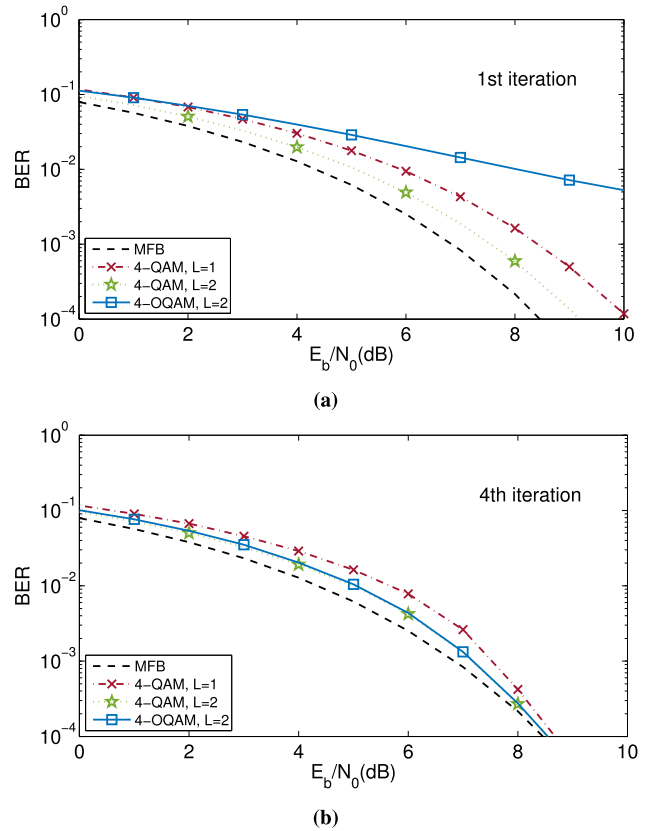 10^0
10^-1
10^-2
10^-3
10^-4
BER
1st iteration
MFB
4-QAM, L=1
4-QAM, L=2
4-OQAM, L=2
0 2 4 6 8 10
E_b/N_0(dB)
(a)
10^0
10^-1
10^-2
10^-3
10^-4
BER
4th iteration
MFB
4-QAM, L=1
4-QAM, L=2
4-OQAM, L=2
0 2 4 6 8 10
E_b/N_0(dB)
(b)